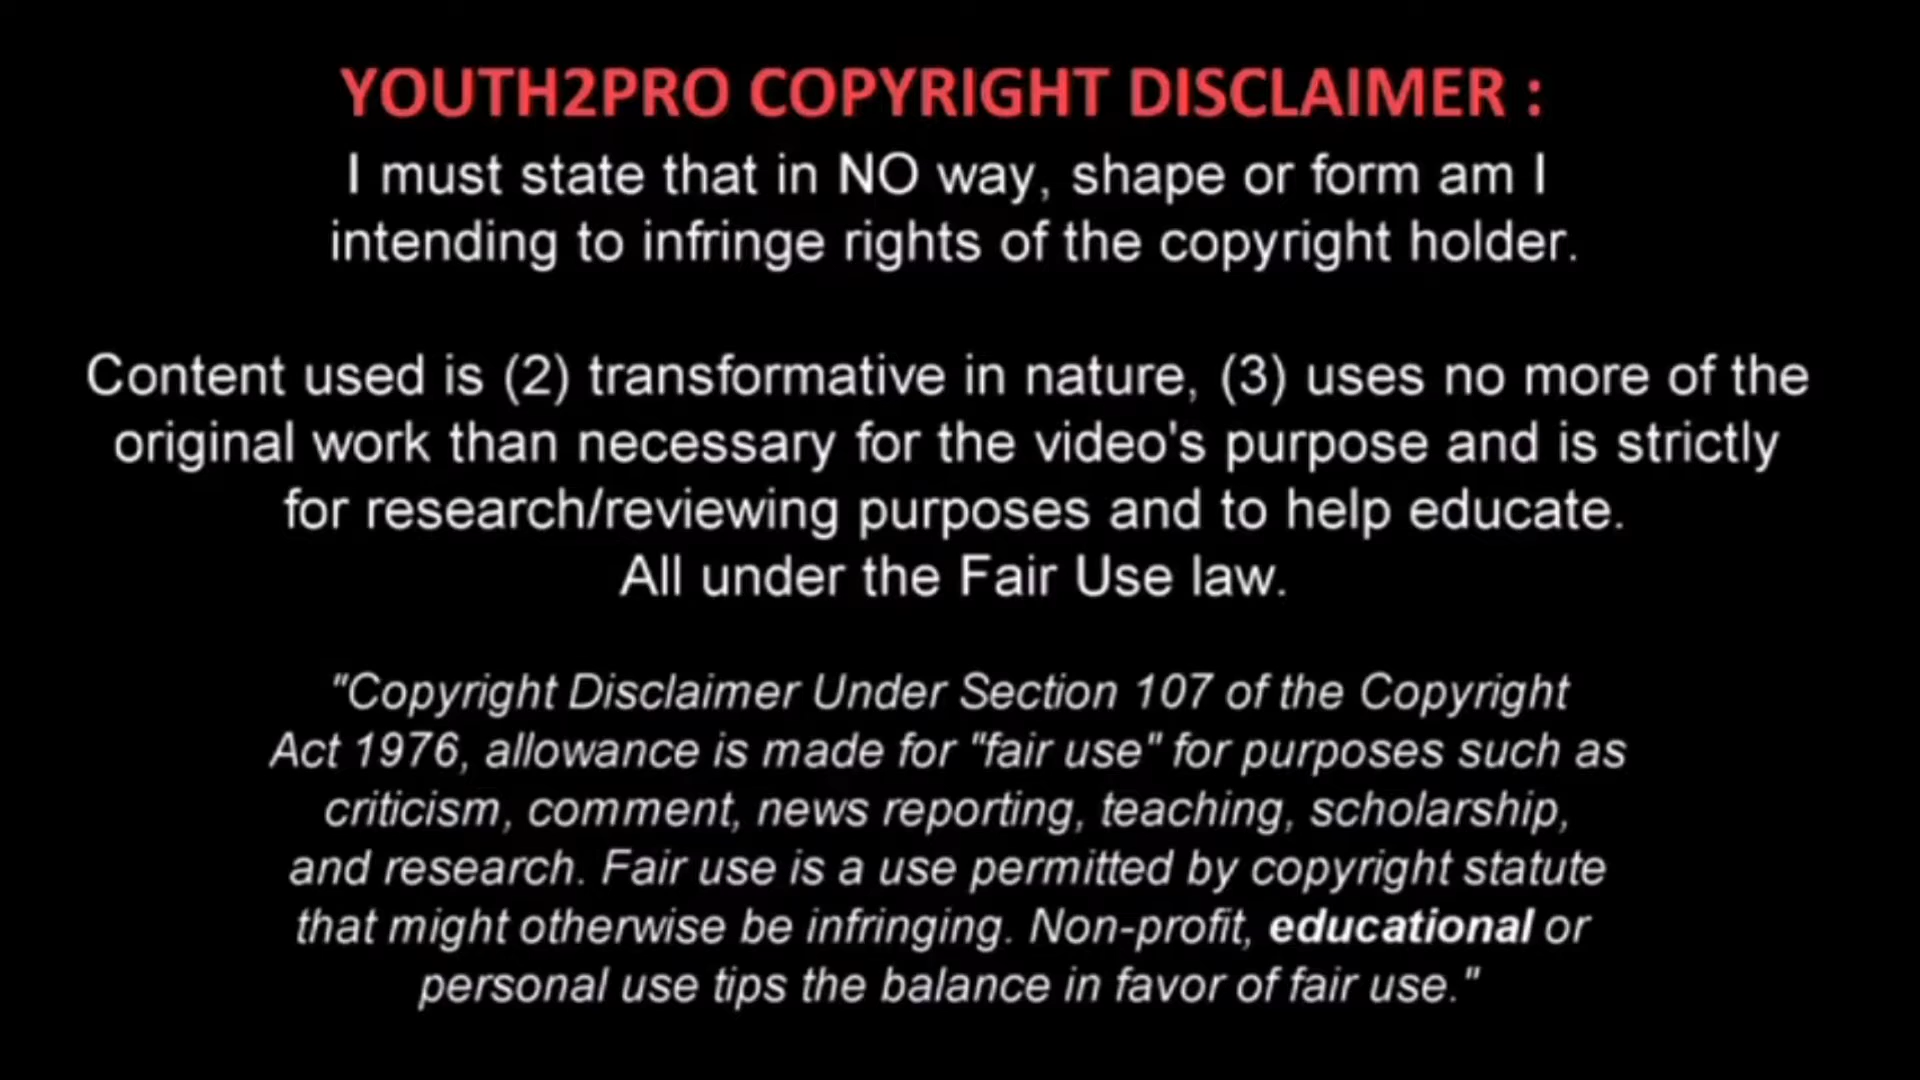 YOUTH2PRO COPYRIGHT DISCLAIMER :
I must state that in NO way, shape or form am I
intending to infringe rights of the copyright holder.
Content used is (2) transformative in nature, (3) uses no more of the
original work than necessary for the video's purpose and is strictly
for research/reviewing purposes and to help educate.
All under the Fair Use law.
"Copyright Disclaimer Under Section 107 of the Copyright
Act 1976, allowance is made for "fair use" for purposes such as
criticism, comment, news reporting, teaching, scholarship,
and research. Fair use is a use permitted by copyright statute
that might otherwise be infringing. Non-profit, educational or
personal use tips the balance in favor of fair use."